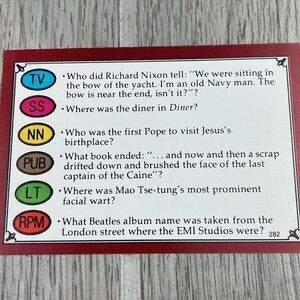 TV · Who did Richard Nixon tell: "We were sitting in
the bow of the yacht. I'm an old Navy man. The
bow is near the end, isn't it?"?
SS · Where was the diner in Diner?
NN · Who was the first Pope to visit Jesus's
birthplace?
PUB · What book ended: "... and now and then a scrap
drifted down and brushed the face of the last
captain of the Caine"?
LT · Where was Mao Tse-tung's most prominent
facial wart?
RPM · What Beatles album name was taken from the
London street where the EMI Studios were? 282